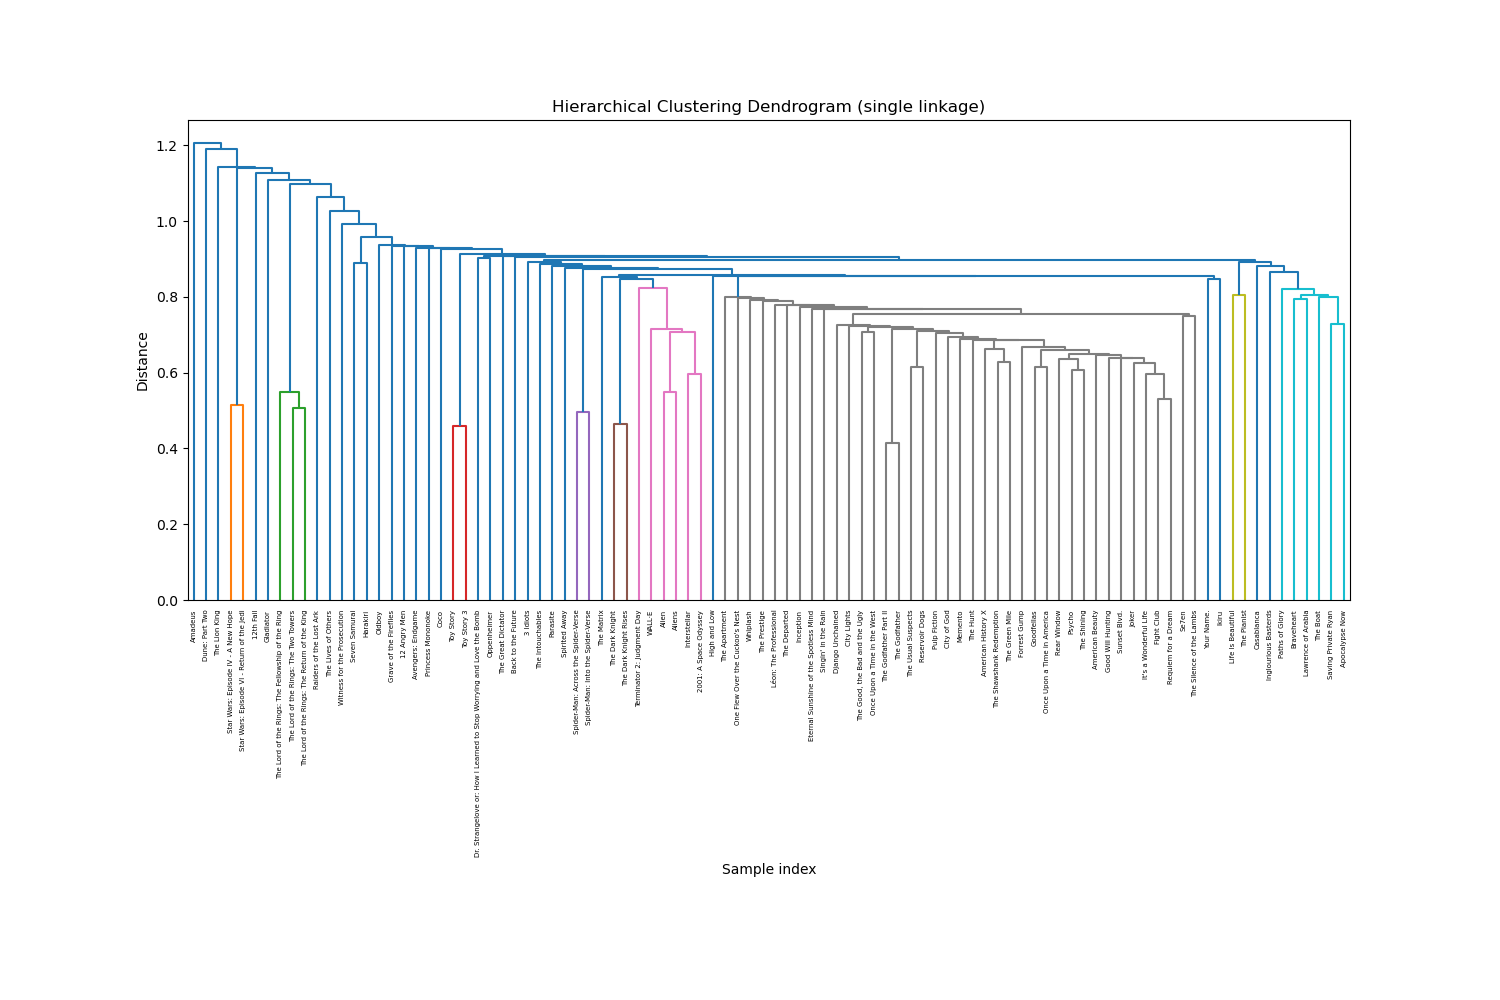 Hierarchical Clustering Dendrogram (single linkage)
Distance
1.2
1.0
0.8
0.6
0.4
0.2
0.0
Amadeus
Dune: Part Two
The Lion King
Star Wars: Episode IV - A New Hope
Star Wars: Episode VI - Return of the Jedi
12th Fail
Gladiator
The Lord of the Rings: The Fellowship of the Ring
The Lord of the Rings: The Two Towers
The Lord of the Rings: The Return of the King
Raiders of the Lost Ark
The Lives of Others
Witness for the Prosecution
Seven Samurai
Harakiri
Oldboy
Grave of the Fireflies
12 Angry Men
Avengers: Endgame
Princess Mononoke
Coco
Toy Story
Toy Story 3
Dr. Strangelove or: How I Learned to Stop Worrying and Love the Bomb
Oppenheimer
The Great Dictator
Back to the Future
3 Idiots
The Intouchables
Parasite
Spirited Away
Spider-Man: Across the Spider-Verse
Spider-Man: Into the Spider-Verse
The Matrix
The Dark Knight
The Dark Knight Rises
Terminator 2: Judgment Day
WALL·E
Alien
Aliens
Interstellar
2001: A Space Odyssey
High and Low
The Apartment
One Flew Over the Cuckoo's Nest
Whiplash
The Prestige
Léon: The Professional
The Departed
Inception
Eternal Sunshine of the Spotless Mind
Singin' in the Rain
Django Unchained
City Lights
The Good, the Bad and the Ugly
Once Upon a Time in the West
The Godfather Part II
The Godfather
The Usual Suspects
Reservoir Dogs
Pulp Fiction
City of God
Memento
The Hunt
American History X
The Shawshank Redemption
The Green Mile
Forrest Gump
Goodfellas
Once Upon a Time in America
Rear Window
Psycho
The Shining
American Beauty
Good Will Hunting
Sunset Blvd.
Joker
It's a Wonderful Life
Fight Club
Requiem for a Dream
Se7en
The Silence of the Lambs
Your Name.
Ikiru
Life Is Beautiful
The Pianist
Casablanca
Inglourious Basterds
Paths of Glory
Braveheart
Lawrence of Arabia
The Boat
Saving Private Ryan
Apocalypse Now
Sample index